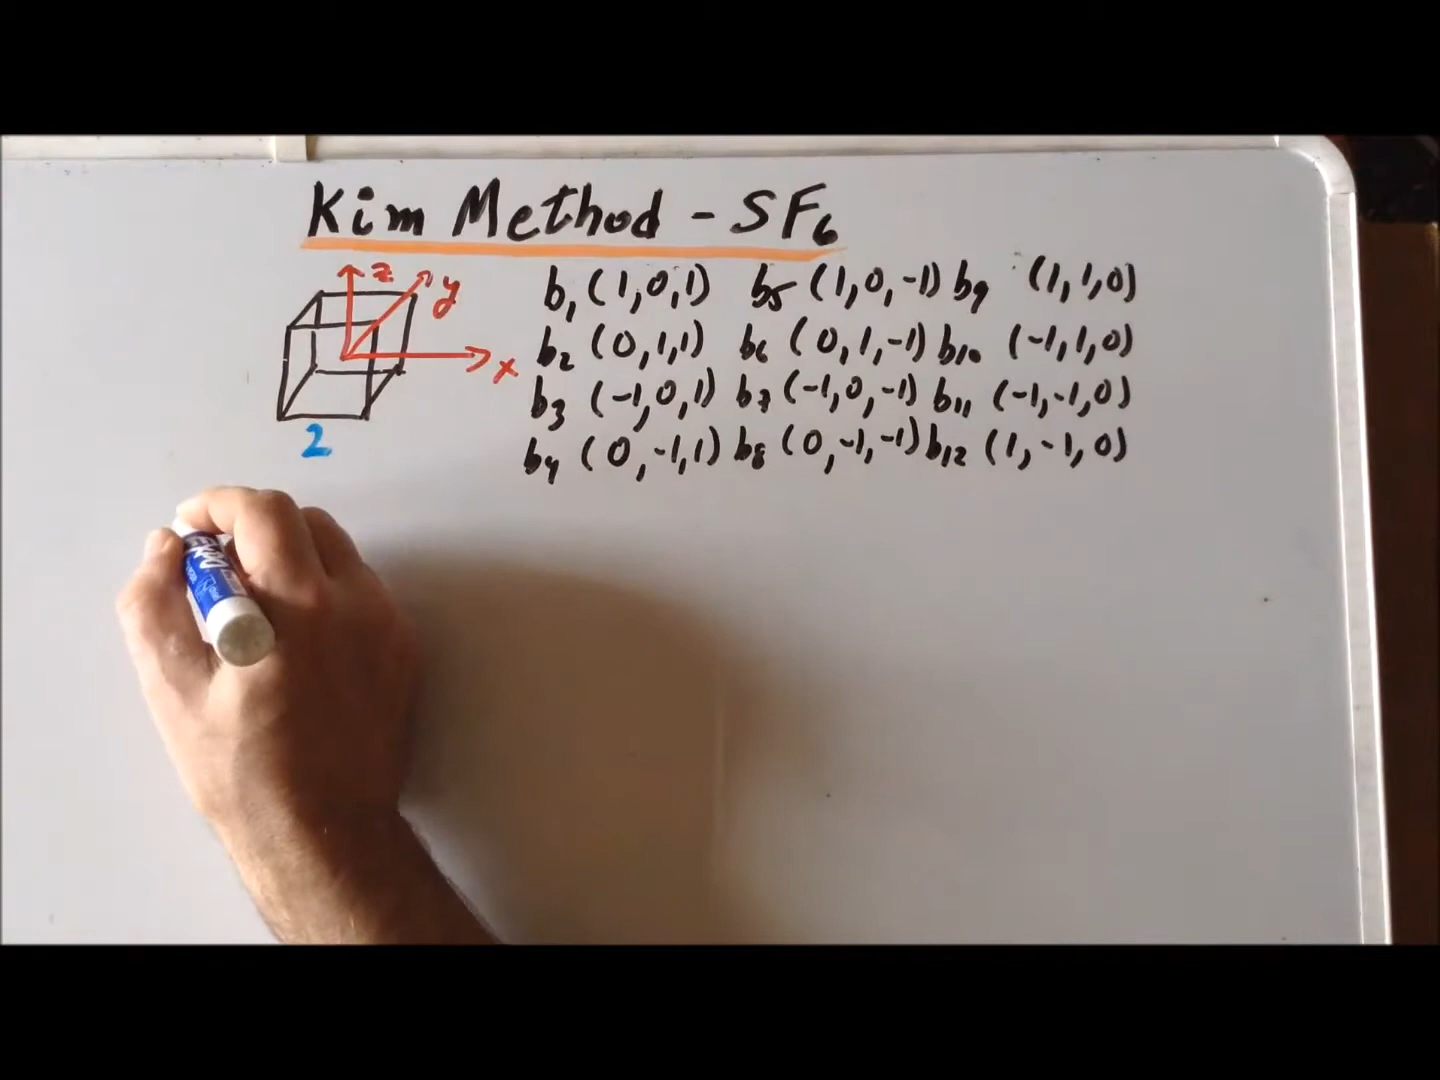 Kim Method - SF₆
z
y
x
2
b₁ (1,0,1) b₅ (1,0,-1) b₉ (1,1,0)
b₂ (0,1,1) b₆ (0,1,-1) b₁₀ (-1,1,0)
b₃ (-1,0,1) b₇ (-1,0,-1) b₁₁ (-1,-1,0)
b₄ (0,-1,1) b₈ (0,-1,-1) b₁₂ (1,-1,0)